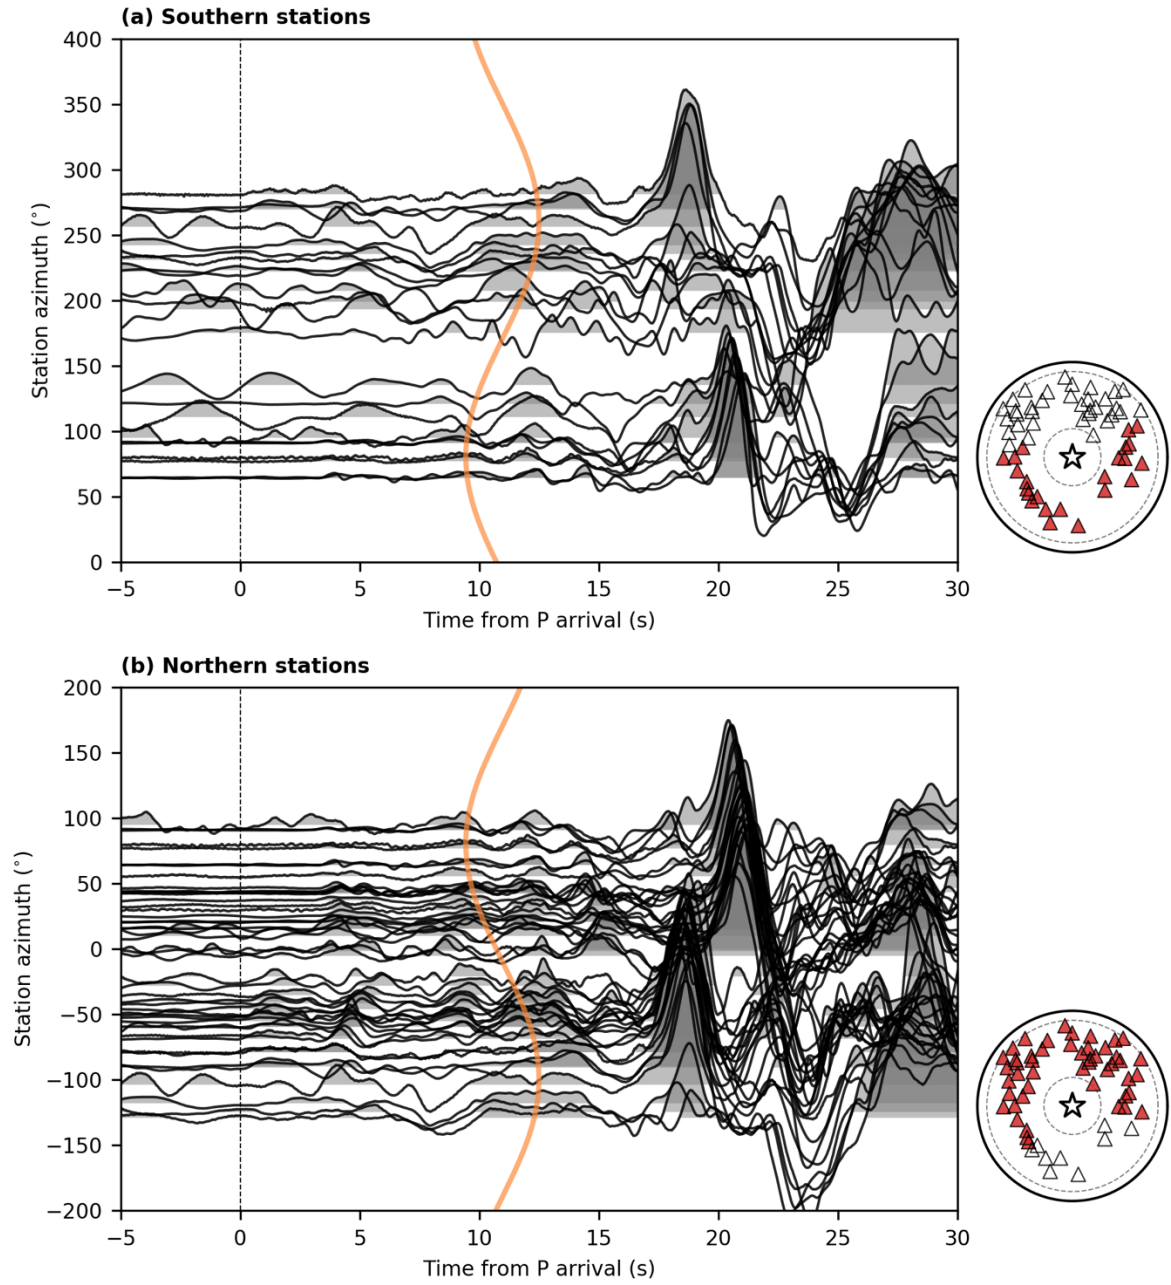 (a) Southern stations
400
350
300
250
200
150
100
50
0
Station azimuth (°)
−5 0 5 10 15 20 25 30
Time from P arrival (s)
(b) Northern stations
200
150
100
50
0
−50
−100
−150
−200
Station azimuth (°)
−5 0 5 10 15 20 25 30
Time from P arrival (s)